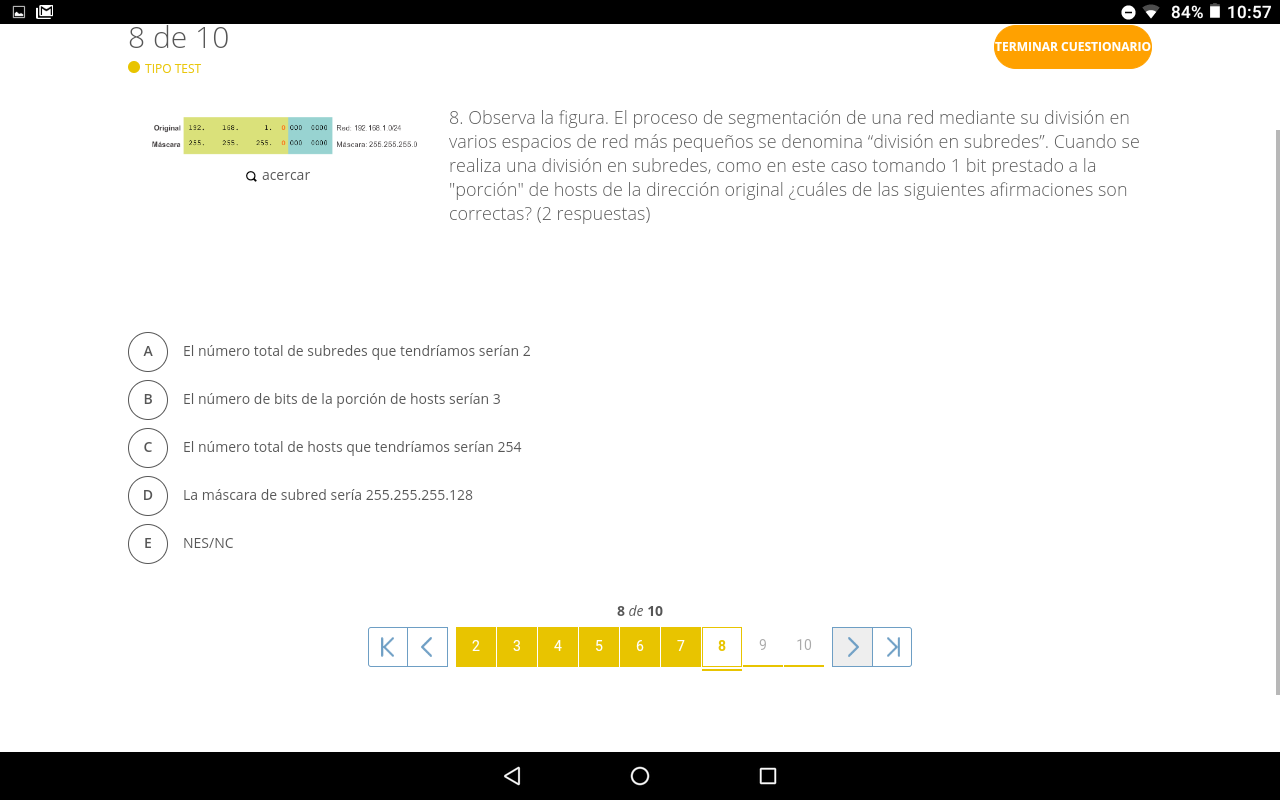 84% 10:57
8 de 10
TERMINAR CUESTIONARIO
TIPO TEST
Original 192. 168. 1. 0 000 0000 Red: 192.168.1.0/24
Máscara 255. 255. 255. 0 000 0000 Máscara: 255.255.255.0
acercar
8. Observa la figura. El proceso de segmentación de una red mediante su división en
varios espacios de red más pequeños se denomina “división en subredes”. Cuando se
realiza una división en subredes, como en este caso tomando 1 bit prestado a la
"porción" de hosts de la dirección original ¿cuáles de las siguientes afirmaciones son
correctas? (2 respuestas)
A El número total de subredes que tendríamos serían 2
B El número de bits de la porción de hosts serían 3
C El número total de hosts que tendríamos serían 254
D La máscara de subred sería 255.255.255.128
E NES/NC
8 de 10
2 3 4 5 6 7 8 9 10